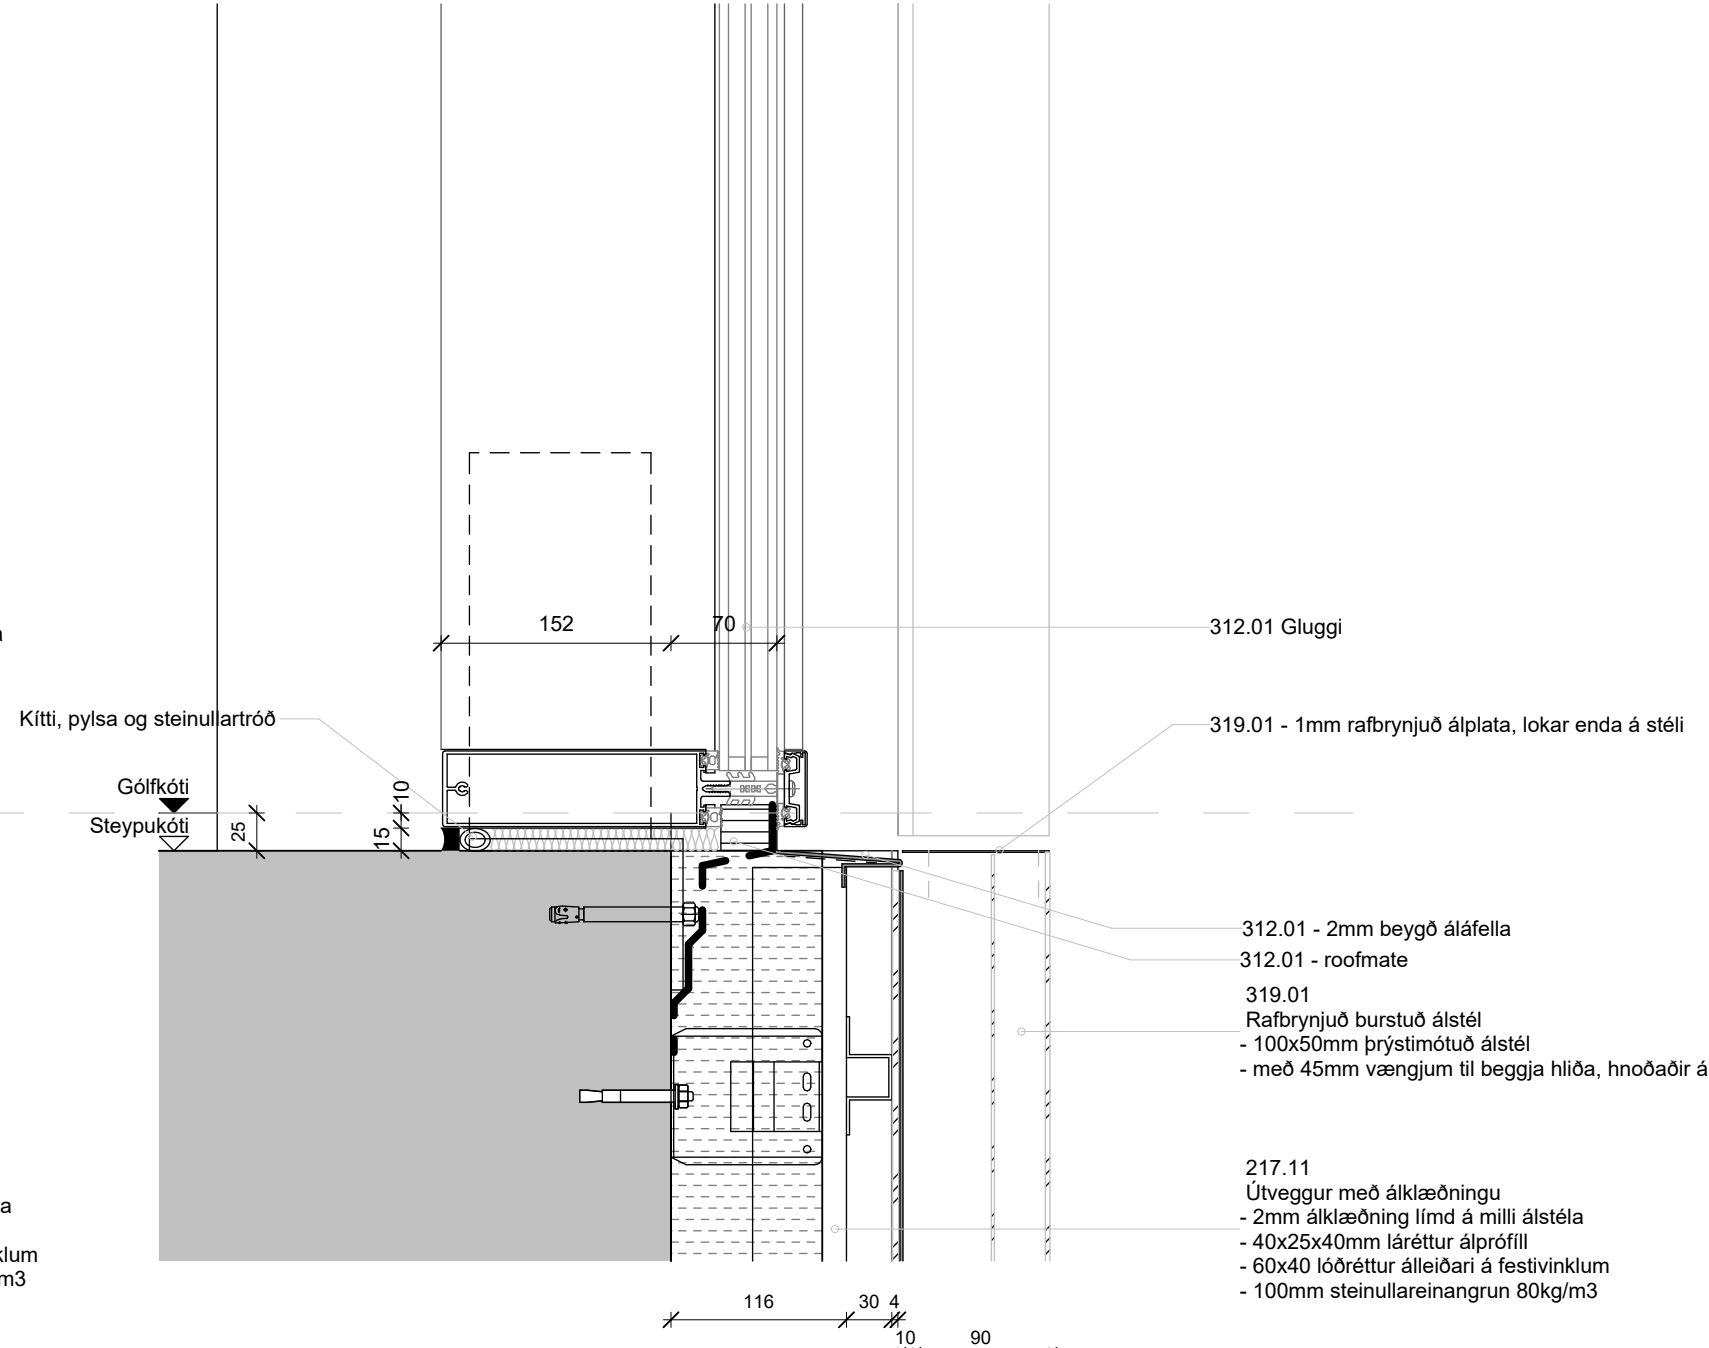 152
70
312.01 Gluggi
Kítti, pylsa og steinullartróð
319.01 - 1mm rafbrynjuð álplata, lokar enda á stéli
Gólfkóti
Steypukóti
25
10
15
312.01 - 2mm beygð áláfella
312.01 - roofmate
319.01
Rafbrynjuð burstuð álstél
- 100x50mm þrýstimótuð álstél
- með 45mm vængjum til beggja hliða, hnoðaðir á
217.11
Útveggur með álklæðningu
- 2mm álklæðning límd á milli álstéla
- 40x25x40mm láréttur álprófíll
- 60x40 lóðréttur álleiðari á festivinklum
- 100mm steinullareinangrun 80kg/m3
a
klum
m3
116
30
4
10
90